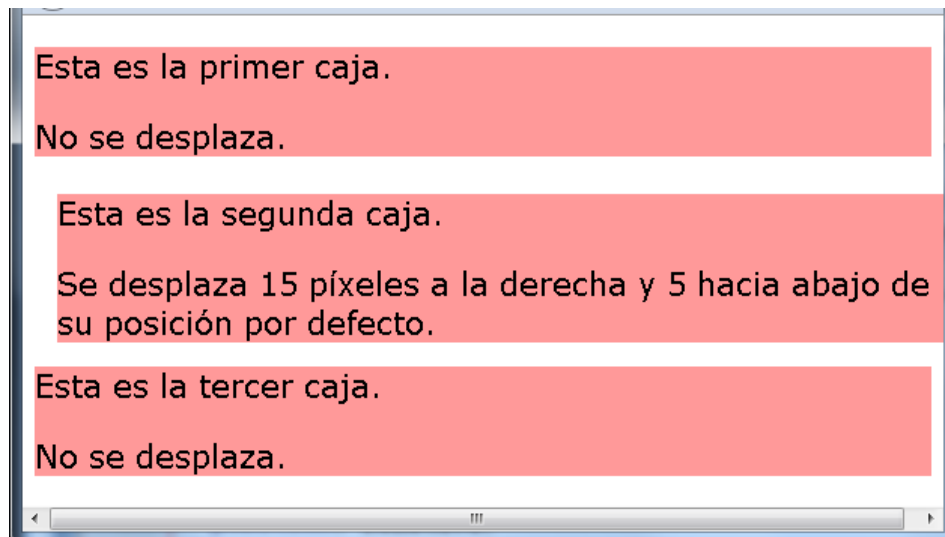 Esta es la primer caja.
No se desplaza.
Esta es la segunda caja.
Se desplaza 15 píxeles a la derecha y 5 hacia abajo de
su posición por defecto.
Esta es la tercer caja.
No se desplaza.